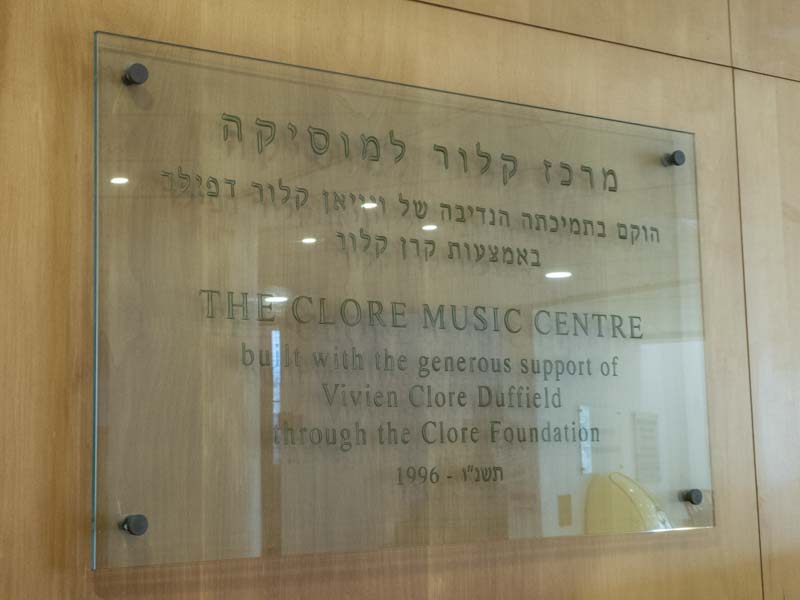 מרכז קלור למוסיקה
הוקם בתמיכתה הנדיבה של ויויאן קלור דפילד
באמצעות קרן קלור
THE CLORE MUSIC CENTRE
built with the generous support of
Vivien Clore Duffield
through the Clore Foundation
1996 - תשנ"ו